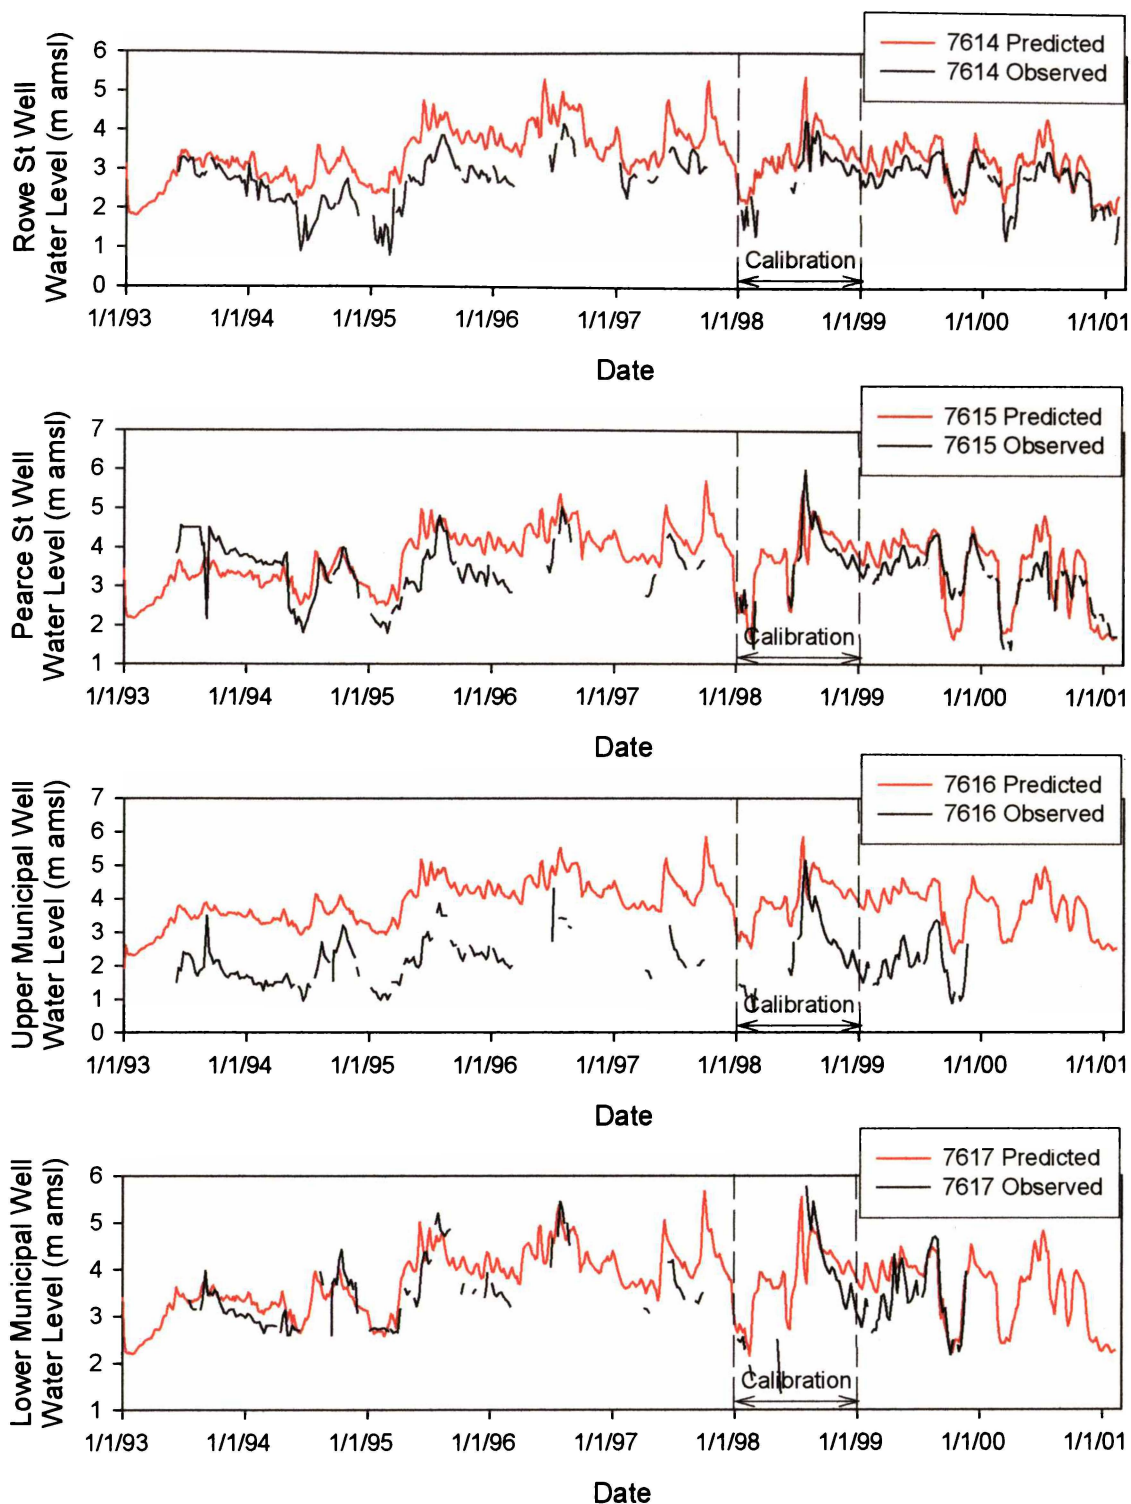 7614 Predicted
7614 Observed
Rowe St Well
Water Level (m amsl)
6
5
4
3
2
1
0
Calibration
1/1/93 1/1/94 1/1/95 1/1/96 1/1/97 1/1/98 1/1/99 1/1/00 1/1/01
Date
7615 Predicted
7615 Observed
Pearce St Well
Water Level (m amsl)
7
6
5
4
3
2
1
Calibration
1/1/93 1/1/94 1/1/95 1/1/96 1/1/97 1/1/98 1/1/99 1/1/00 1/1/01
Date
7616 Predicted
7616 Observed
Upper Municipal Well
Water Level (m amsl)
7
6
5
4
3
2
1
0
Calibration
1/1/93 1/1/94 1/1/95 1/1/96 1/1/97 1/1/98 1/1/99 1/1/00 1/1/01
Date
7617 Predicted
7617 Observed
Lower Municipal Well
Water Level (m amsl)
6
5
4
3
2
1
Calibration
1/1/93 1/1/94 1/1/95 1/1/96 1/1/97 1/1/98 1/1/99 1/1/00 1/1/01
Date